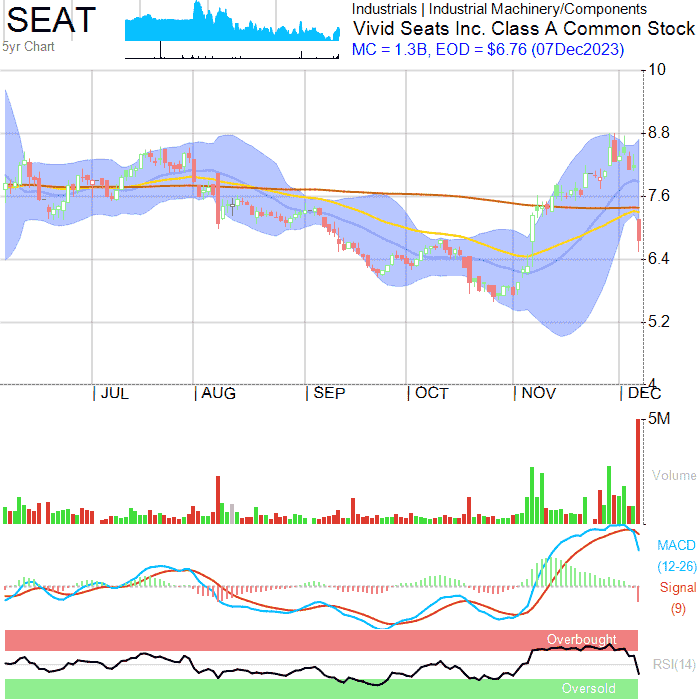 SEAT
5yr Chart
Industrials | Industrial Machinery/Components
Vivid Seats Inc. Class A Common Stock
MC = 1.3B, EOD = $6.76 (07Dec2023)
10
8.8
7.6
6.4
5.2
4
JUL
AUG
SEP
OCT
NOV
DEC
5M
Volume
MACD
(12-26)
Signal
(9)
Overbought
RSI(14)
Oversold